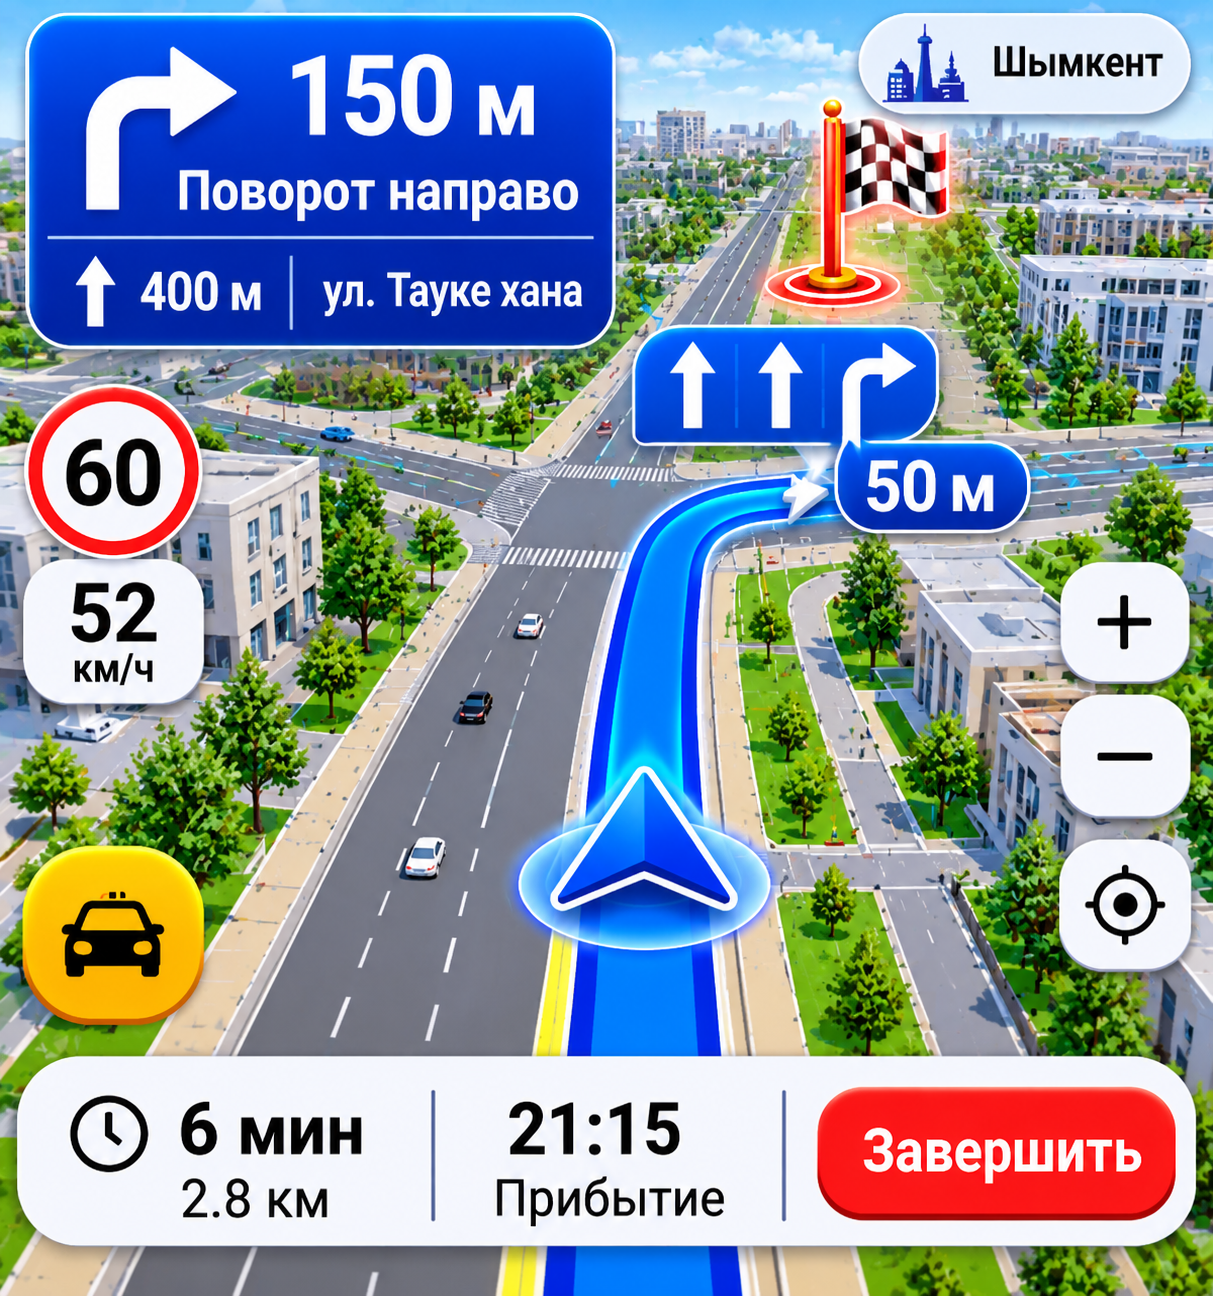 150 м
Поворот направо
400 м
ул. Тауке хана
Шымкент
60
52
км/ч
50 м
+
−
6 мин
2.8 км
21:15
Прибытие
Завершить